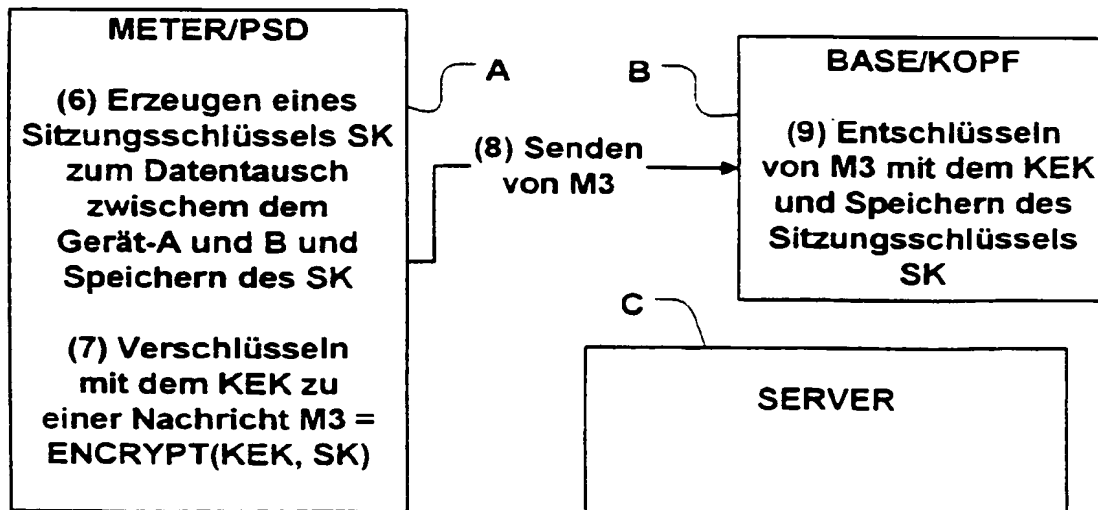 METER/PSD
(6) Erzeugen eines
Sitzungsschlüssels SK
zum Datentausch
zwischem dem
Gerät-A und B und
Speichern des SK
(7) Verschlüsseln
mit dem KEK zu
einer Nachricht M3 =
ENCRYPT(KEK, SK)
A
(8) Senden
von M3
B
BASE/KOPF
(9) Entschlüsseln
von M3 mit dem KEK
und Speichern des
Sitzungsschlüssels
SK
C
SERVER